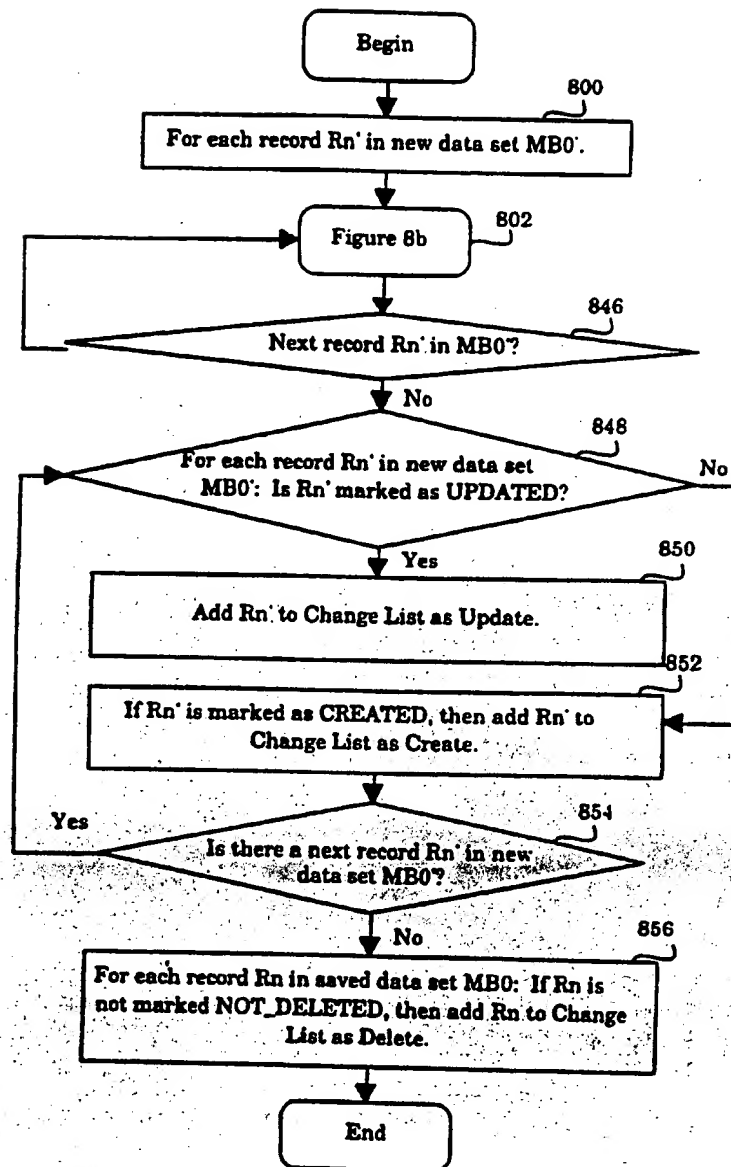 Begin
800
For each record Rn' in new data set MB0'.
Figure 8b
802
846
Next record Rn' in MB0'?
No
848
For each record Rn' in new data set
MB0': Is Rn' marked as UPDATED?
No
Yes
850
Add Rn' to Change List as Update.
852
If Rn' is marked as CREATED, then add Rn' to
Change List as Create.
Yes
854
Is there a next record Rn' in new
data set MB0'?
No
856
For each record Rn in saved data set MB0: If Rn is
not marked NOT_DELETED, then add Rn to Change
List as Delete.
End